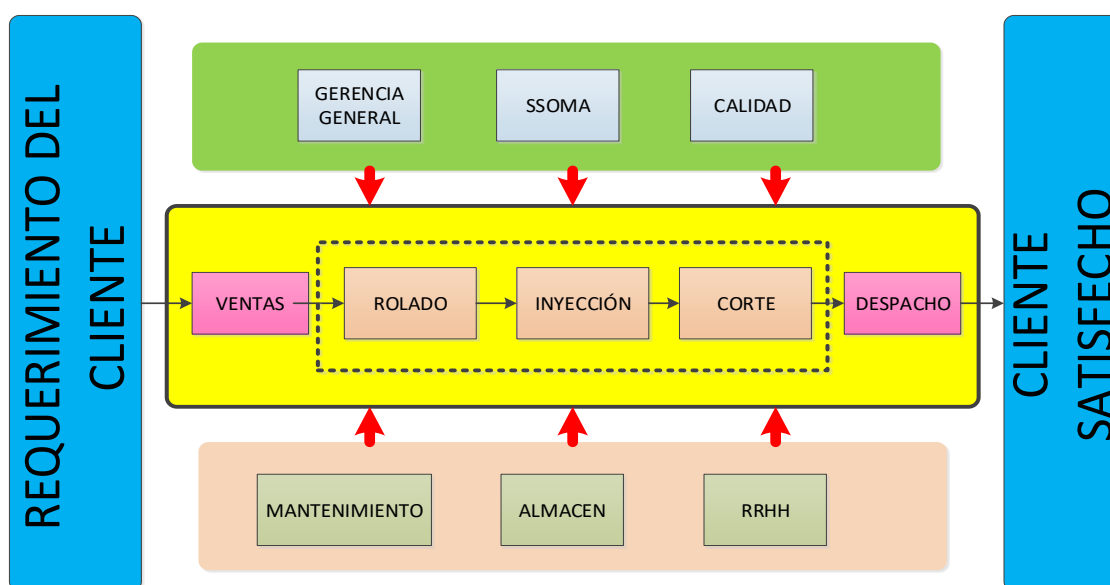 REQUERIMIENTO DEL
CLIENTE
GERENCIA
GENERAL
SSOMA
CALIDAD
VENTAS
ROLADO
INYECCIÓN
CORTE
DESPACHO
MANTENIMIENTO
ALMACEN
RRHH
CLIENTE
SATISFECHO